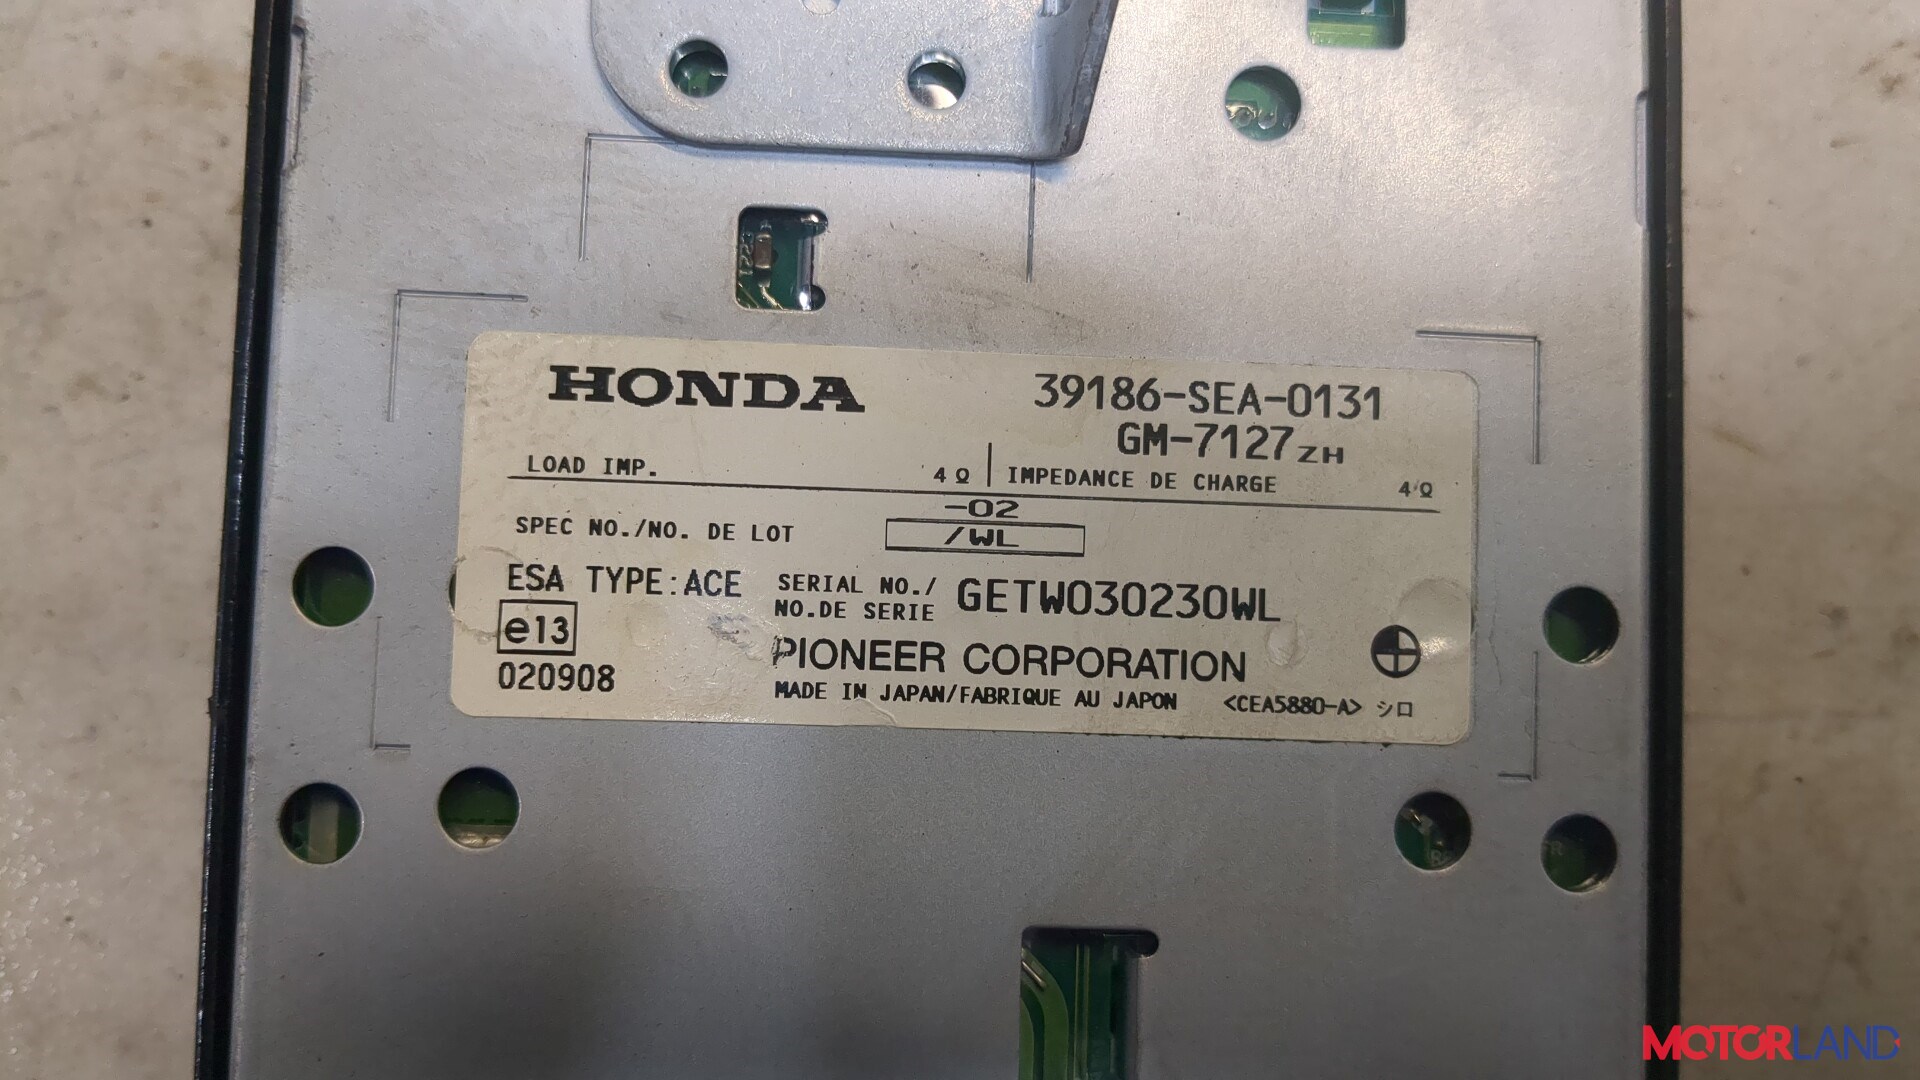 HONDA
39186-SEA-0131
GM-7127ZH
LOAD IMP. 4Ω IMPEDANCE DE CHARGE 4Ω
-02
SPEC NO./NO. DE LOT /WL
ESA TYPE:ACE
SERIAL NO./
NO.DE SERIE
GETW030230WL
e13
020908
PIONEER CORPORATION
MADE IN JAPAN/FABRIQUE AU JAPON <CEA5880-A> シロ
MOTORLAND